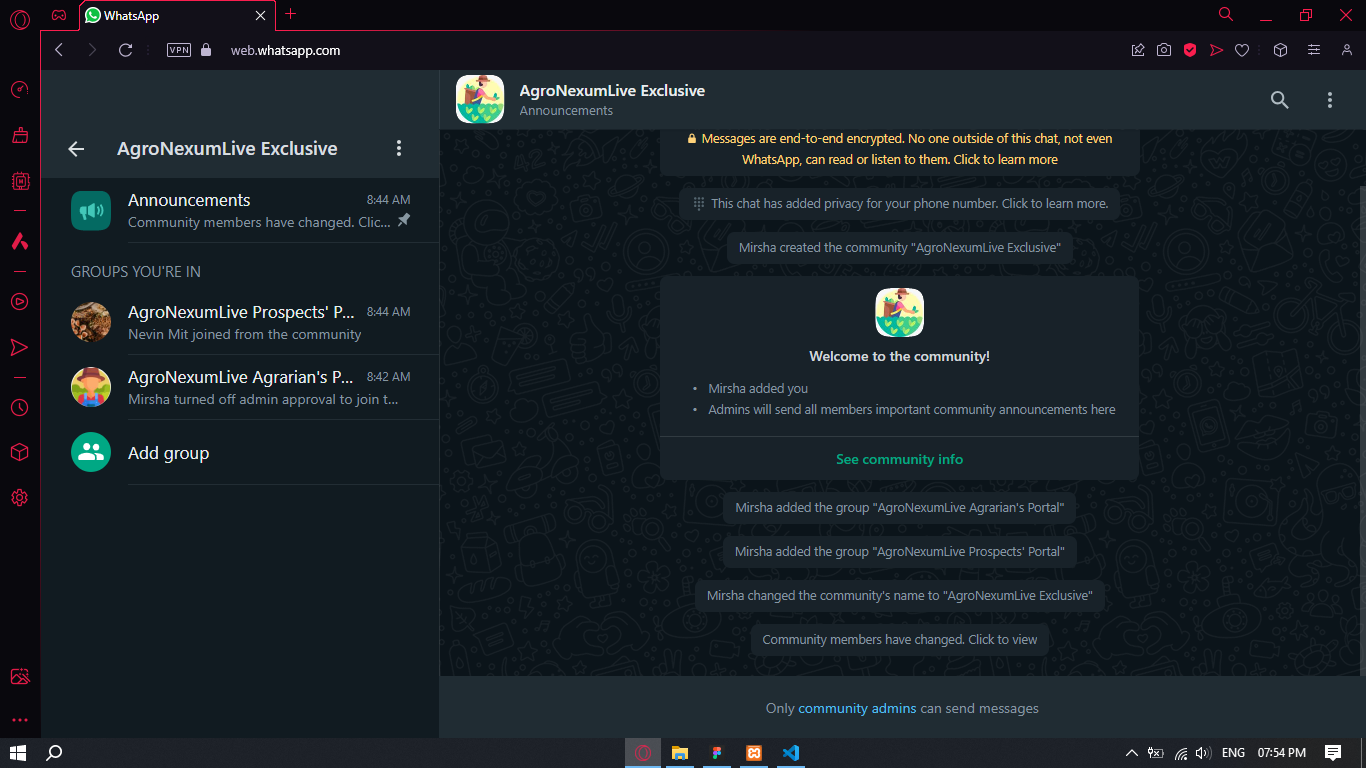 WhatsApp
VPN
web.whatsapp.com
AgroNexumLive Exclusive
Announcements
8:44 AM
Community members have changed. Clic...
GROUPS YOU'RE IN
AgroNexumLive Prospects' P...
8:44 AM
Nevin Mit joined from the community
AgroNexumLive Agrarian's P...
8:42 AM
Mirsha turned off admin approval to join t...
Add group
AgroNexumLive Exclusive
Announcements
Messages are end-to-end encrypted. No one outside of this chat, not even
WhatsApp, can read or listen to them. Click to learn more
This chat has added privacy for your phone number. Click to learn more.
Mirsha created the community "AgroNexumLive Exclusive"
Welcome to the community!
• Mirsha added you
• Admins will send all members important community announcements here
See community info
Mirsha added the group "AgroNexumLive Agrarian's Portal"
Mirsha added the group "AgroNexumLive Prospects' Portal"
Mirsha changed the community's name to "AgroNexumLive Exclusive"
Community members have changed. Click to view
Only community admins can send messages
ENG
07:54 PM